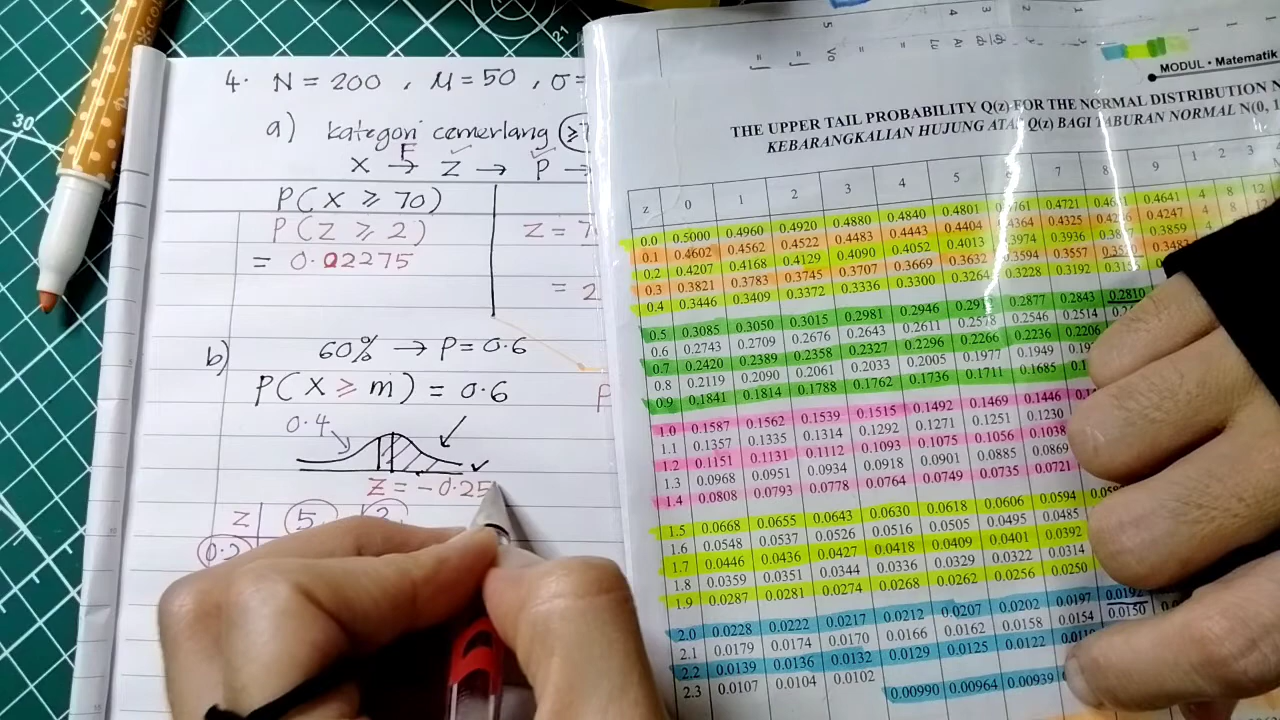 4. N = 200 , μ = 50 , σ =
a) kategori cemerlang
x F→ Z → P →
P( X ⩾ 70)
P( Z ⩾ 2)
= 0.02275
Z = 7
= 2
b) 60% → P = 0.6
P( X ⩾ m ) = 0.6
0.4
Z = -0.25
Z 5
0.2
30
21
MODUL • Matematik
THE UPPER TAIL PROBABILITY Q(z) FOR THE NORMAL DISTRIBUTION N
KEBARANGKALIAN HUJUNG ATAS Q(z) BAGI TABURAN NORMAL N(0, 1
z 0 1 2 3 4 5 7 8 9 1 2 3
0.0 0.5000 0.4960 0.4920 0.4880 0.4840 0.4801 0.4721 0.4641 4 8 12
0.1 0.4602 0.4562 0.4522 0.4483 0.4443 0.4404 0.4364 0.4325 0.4247 4 8
0.2 0.4207 0.4168 0.4129 0.4090 0.4052 0.4013 0.3974 0.3936 0.3859 4
0.3 0.3821 0.3783 0.3745 0.3707 0.3669 0.3632 0.3594 0.3557
0.4 0.3446 0.3409 0.3372 0.3336 0.3300 0.3264 0.3228 0.3192
0.5 0.3085 0.3050 0.3015 0.2981 0.2946 0.2877 0.2843 0.2810
0.6 0.2743 0.2709 0.2676 0.2643 0.2611 0.2578 0.2546 0.2514
0.7 0.2420 0.2389 0.2358 0.2327 0.2296 0.2266 0.2236 0.2206
0.8 0.2119 0.2090 0.2061 0.2033 0.2005 0.1977 0.1949
0.9 0.1841 0.1814 0.1788 0.1762 0.1736 0.1711 0.1685
1.0 0.1587 0.1562 0.1539 0.1515 0.1492 0.1469 0.1446
1.1 0.1357 0.1335 0.1314 0.1292 0.1271 0.1251 0.1230
1.2 0.1151 0.1131 0.1112 0.1093 0.1075 0.1056 0.1038
1.3 0.0968 0.0951 0.0934 0.0918 0.0901 0.0885 0.0869
1.4 0.0808 0.0793 0.0778 0.0764 0.0749 0.0735 0.0721
1.5 0.0668 0.0655 0.0643 0.0630 0.0618 0.0606 0.0594
1.6 0.0548 0.0537 0.0526 0.0516 0.0505 0.0495 0.0485
1.7 0.0446 0.0436 0.0427 0.0418 0.0409 0.0401 0.0392
1.8 0.0359 0.0351 0.0344 0.0336 0.0329 0.0322 0.0314
1.9 0.0287 0.0281 0.0274 0.0268 0.0262 0.0256 0.0250
2.0 0.0228 0.0222 0.0217 0.0212 0.0207 0.0202 0.0197 0.0192
2.1 0.0179 0.0174 0.0170 0.0166 0.0162 0.0158 0.0154 0.0150
2.2 0.0139 0.0136 0.0132 0.0129 0.0125 0.0122
2.3 0.0107 0.0104 0.0102
0.00990 0.00964 0.00939